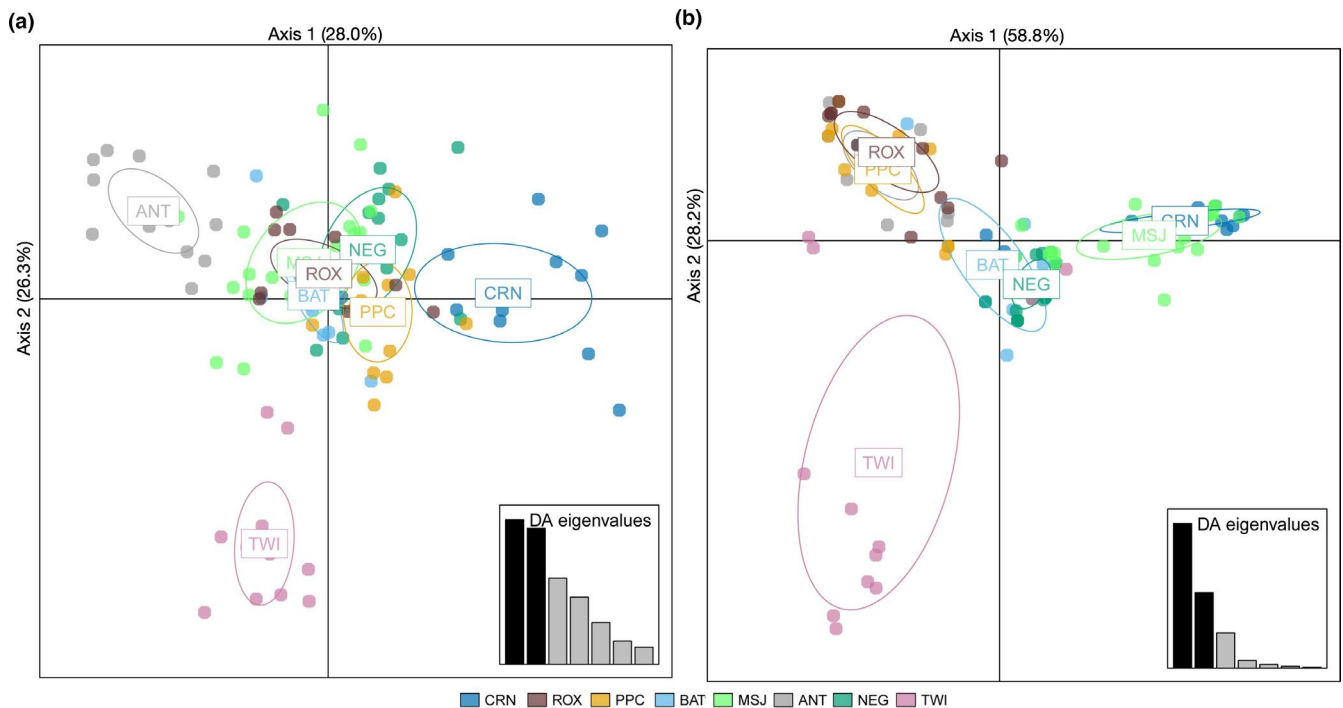 (a)
Axis 1 (28.0%)
Axis 2 (26.3%)
ANT
NEG
ROX
BAT
PPC
CRN
TWI
DA eigenvalues
(b)
Axis 1 (58.8%)
Axis 2 (28.2%)
ROX
PPC
CRN
MSJ
BAT
NEG
TWI
DA eigenvalues
CRN ROX PPC BAT MSJ ANT NEG TWI